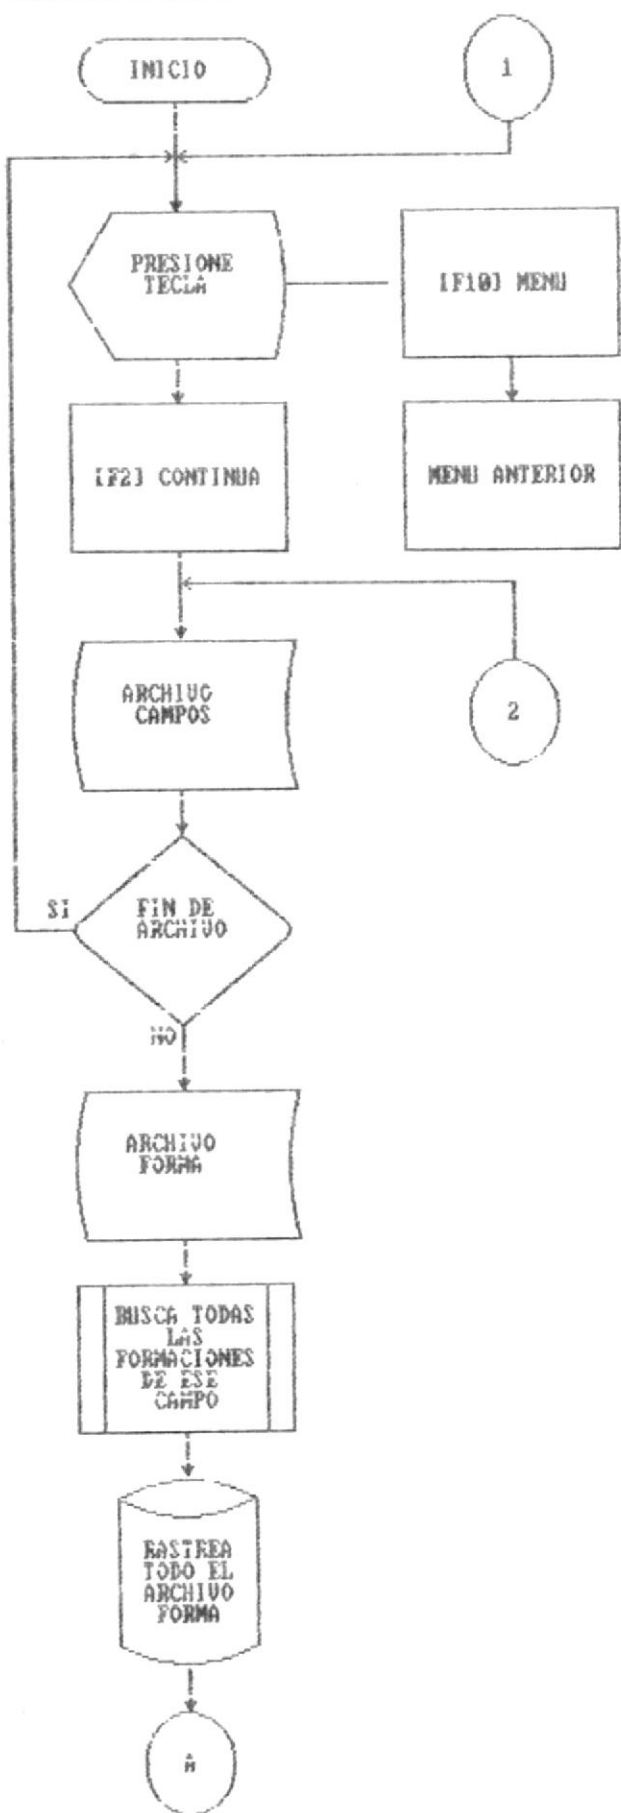 INICIO
1
PRESIONE
TECLA
[F10] MENU
[F2] CONTINUA
MENU ANTERIOR
ARCHIVO
CAMPOS
2
SI
FIN DE
ARCHIVO
NO
ARCHIVO
FORMA
BUSCA TODAS
LAS
FORMACIONES
DE ESE
CAMPO
RASTREA
TODO EL
ARCHIVO
FORMA
A